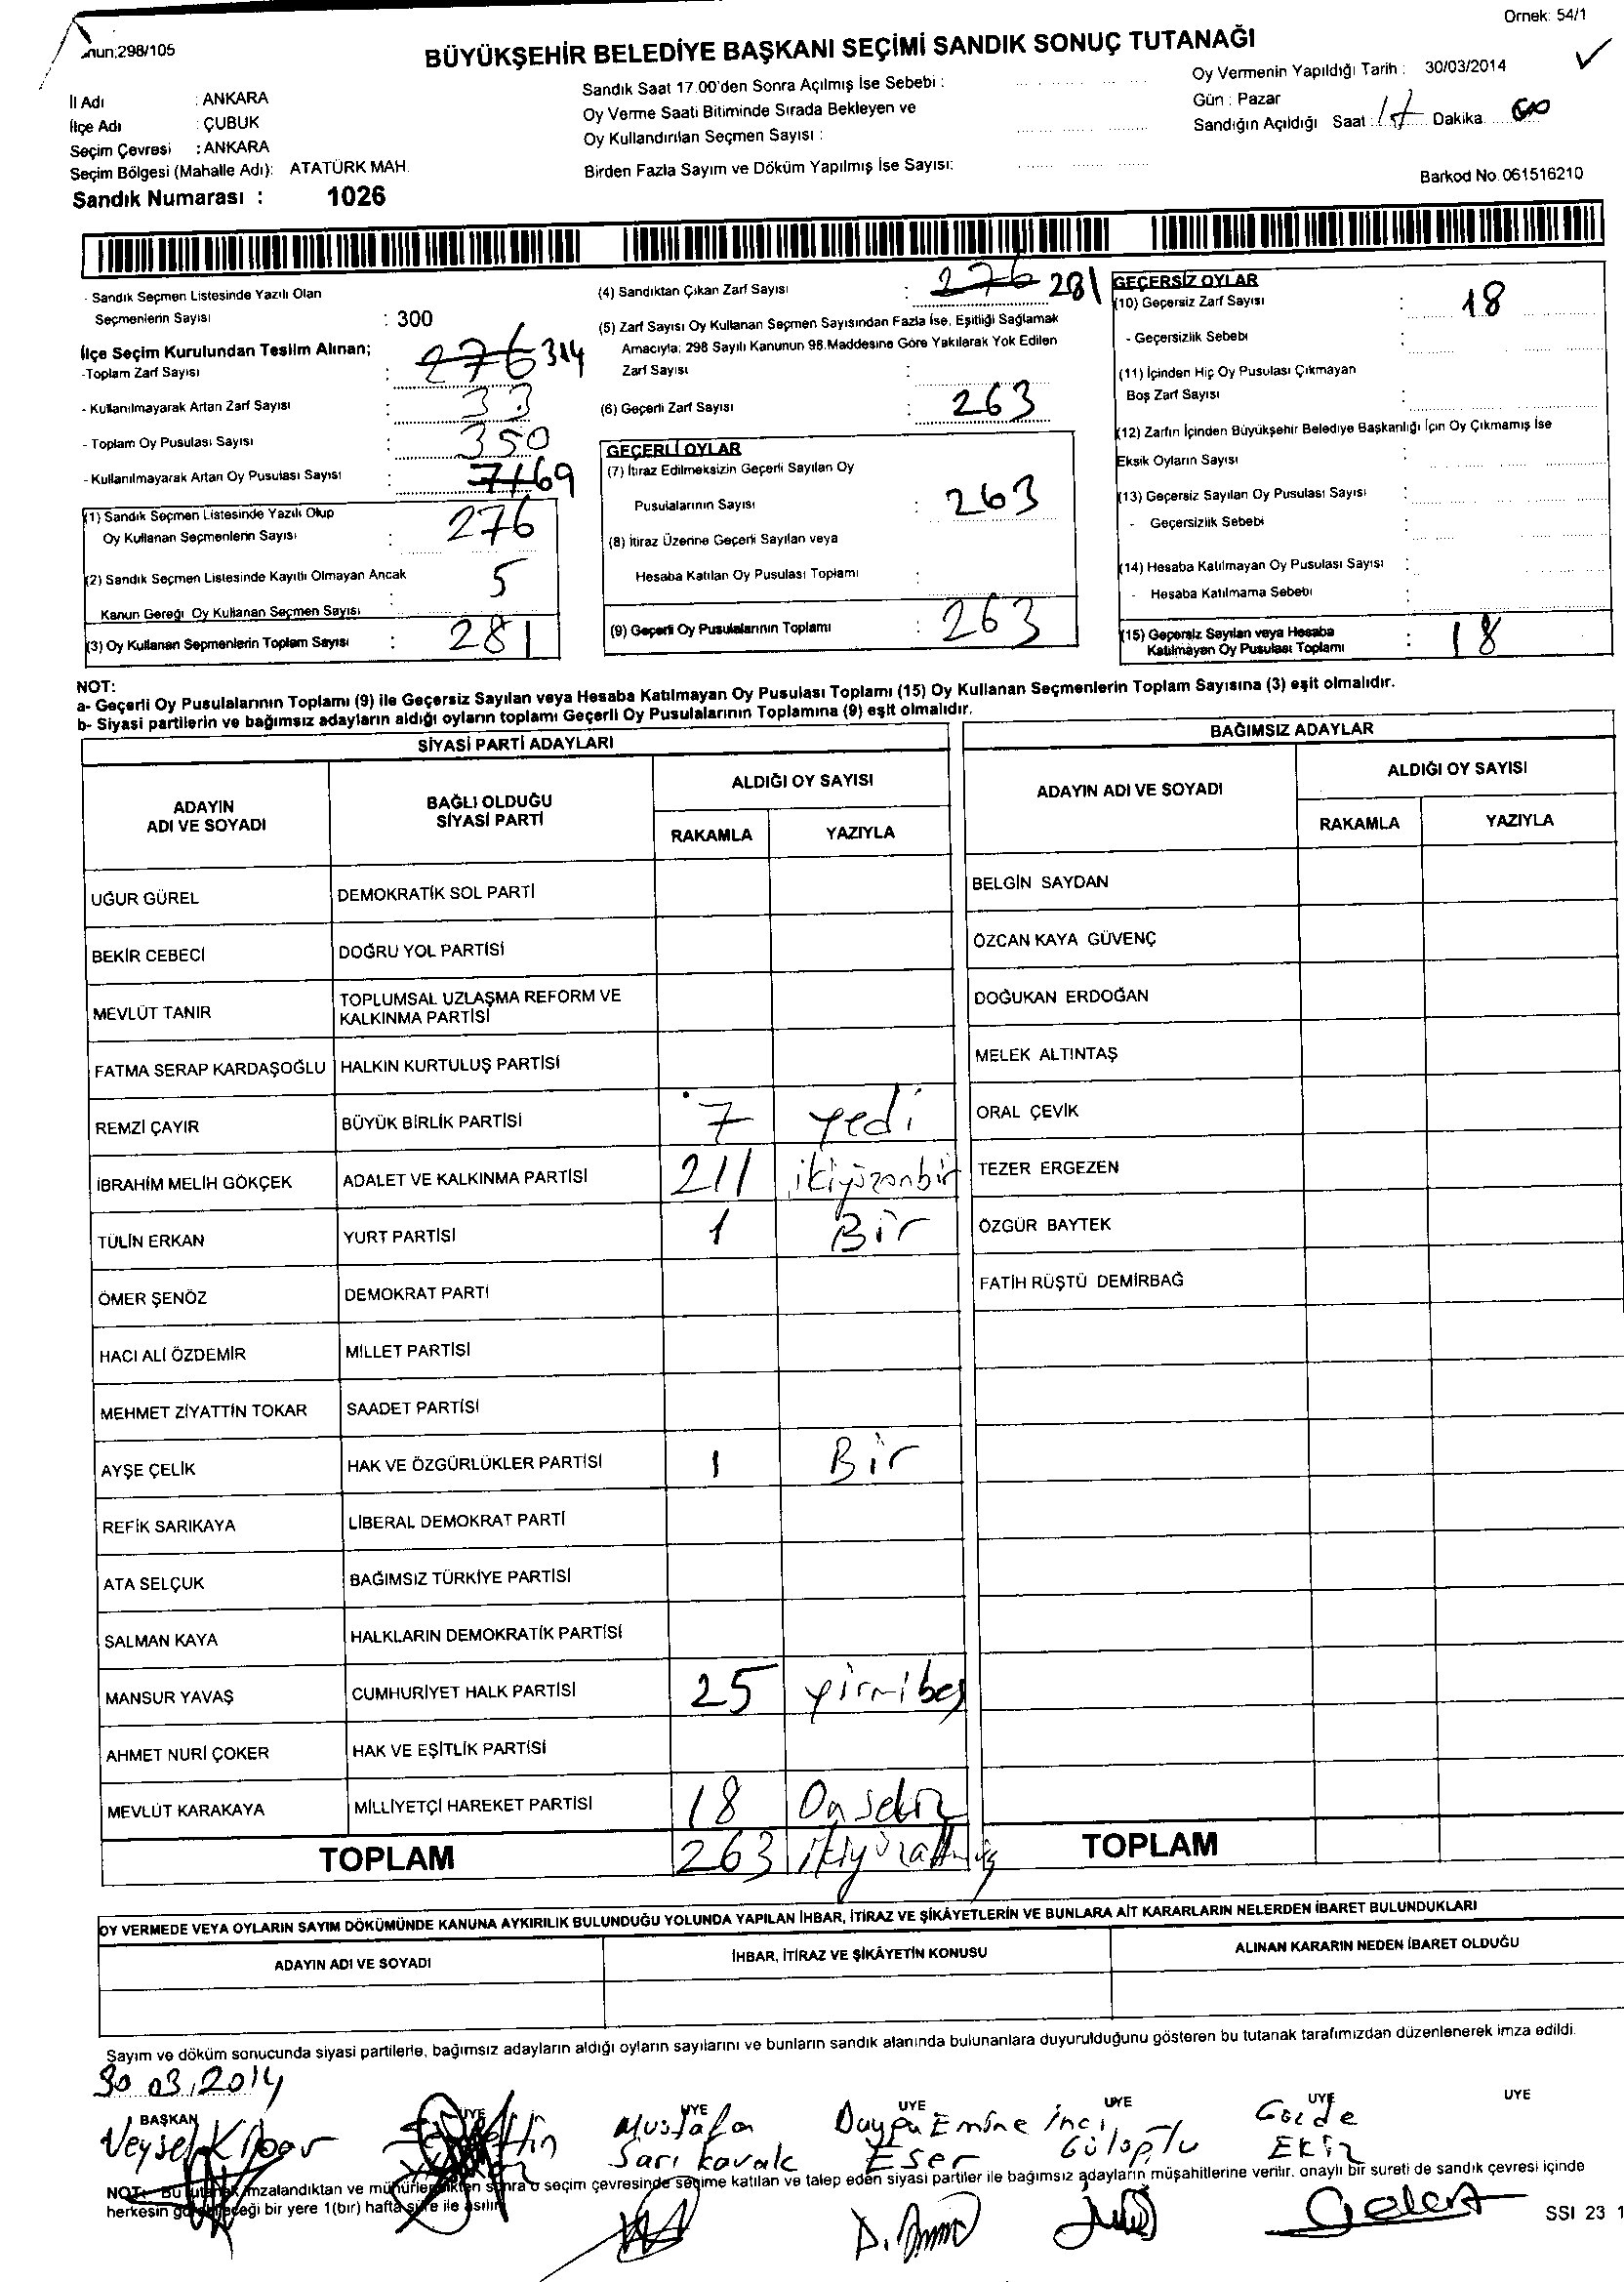 Örnek: 54/1
nun:298/105
BÜYÜKŞEHİR BELEDİYE BAŞKANI SEÇİMİ SANDIK SONUÇ TUTANAĞI
İl Adı : ANKARA
İlçe Adı : ÇUBUK
Seçim Çevresi : ANKARA
Seçim Bölgesi (Mahalle Adı): ATATÜRK MAH.
Sandık Numarası : 1026
Sandık Saat 17.00'den Sonra Açılmış İse Sebebi :
Oy Verme Saati Bitiminde Sırada Bekleyen ve
Oy Kullandırılan Seçmen Sayısı :
Birden Fazla Sayım ve Döküm Yapılmış İse Sayısı:
Oy Vermenin Yapıldığı Tarih : 30/03/2014
Gün : Pazar
Sandığın Açıldığı Saat : 17 Dakika 00
Barkod No.061516210
- Sandık Seçmen Listesinde Yazılı Olan
Seçmenlerin Sayısı : 300
İlçe Seçim Kurulundan Teslim Alınan;
-Toplam Zarf Sayısı : 276 314
- Kullanılmayarak Artan Zarf Sayısı : 33
- Toplam Oy Pusulası Sayısı : 350
- Kullanılmayarak Artan Oy Pusulası Sayısı : 71 69
(1) Sandık Seçmen Listesinde Yazılı Olup
Oy Kullanan Seçmenlerin Sayısı : 276
(2) Sandık Seçmen Listesinde Kayıtlı Olmayan Ancak
Kanun Gereği Oy Kullanan Seçmen Sayısı : 5
(3) Oy Kullanan Seçmenlerin Toplam Sayısı : 281
(4) Sandıktan Çıkan Zarf Sayısı : 276 281
(5) Zarf Sayısı Oy Kullanan Seçmen Sayısından Fazla İse, Eşitliği Sağlamak
Amacıyla; 298 Sayılı Kanunun 98.Maddesine Göre Yakılarak Yok Edilen
Zarf Sayısı :
(6) Geçerli Zarf Sayısı : 263
GEÇERLİ OYLAR
(7) İtiraz Edilmeksizin Geçerli Sayılan Oy
Pusulalarının Sayısı : 263
(8) İtiraz Üzerine Geçerli Sayılan veya
Hesaba Katılan Oy Pusulası Toplamı :
(9) Geçerli Oy Pusulalarının Toplamı : 263
GEÇERSİZ OYLAR
(10) Geçersiz Zarf Sayısı : 18
- Geçersizlik Sebebi :
(11) İçinden Hiç Oy Pusulası Çıkmayan
Boş Zarf Sayısı :
(12) Zarfın İçinden Büyükşehir Belediye Başkanlığı İçin Oy Çıkmamış İse
Eksik Oyların Sayısı :
(13) Geçersiz Sayılan Oy Pusulası Sayısı :
- Geçersizlik Sebebi :
(14) Hesaba Katılmayan Oy Pusulası Sayısı :
- Hesaba Katılmama Sebebi :
(15) Geçersiz Sayılan veya Hesaba
Katılmayan Oy Pusulası Toplamı : 18
NOT:
a- Geçerli Oy Pusulalarının Toplamı (9) ile Geçersiz Sayılan veya Hesaba Katılmayan Oy Pusulası Toplamı (15) Oy Kullanan Seçmenlerin Toplam Sayısına (3) eşit olmalıdır.
b- Siyasi partilerin ve bağımsız adayların aldığı oyların toplamı Geçerli Oy Pusulalarının Toplamına (9) eşit olmalıdır.
SİYASİ PARTİ ADAYLARI
ADAYIN ADI VE SOYADI
BAĞLI OLDUĞU SİYASİ PARTİ
ALDIĞI OY SAYISI
RAKAMLA YAZIYLA
UĞUR GÜREL DEMOKRATİK SOL PARTİ
BEKİR CEBECİ DOĞRU YOL PARTİSİ
MEVLÜT TANIR TOPLUMSAL UZLAŞMA REFORM VE KALKINMA PARTİSİ
FATMA SERAP KARDAŞOĞLU HALKIN KURTULUŞ PARTİSİ
REMZİ ÇAYIR BÜYÜK BİRLİK PARTİSİ 7 yedi
İBRAHİM MELİH GÖKÇEK ADALET VE KALKINMA PARTİSİ 211 ikiyüzonbir
TÜLİN ERKAN YURT PARTİSİ 1 Bir
ÖMER ŞENÖZ DEMOKRAT PARTİ
HACI ALİ ÖZDEMİR MİLLET PARTİSİ
MEHMET ZİYATTİN TOKAR SAADET PARTİSİ
AYŞE ÇELİK HAK VE ÖZGÜRLÜKLER PARTİSİ 1 Bir
REFİK SARIKAYA LİBERAL DEMOKRAT PARTİ
ATA SELÇUK BAĞIMSIZ TÜRKİYE PARTİSİ
SALMAN KAYA HALKLARIN DEMOKRATİK PARTİSİ
MANSUR YAVAŞ CUMHURİYET HALK PARTİSİ 25 yirmibeş
AHMET NURİ ÇOKER HAK VE EŞİTLİK PARTİSİ
MEVLÜT KARAKAYA MİLLİYETÇİ HAREKET PARTİSİ 18 Onsekiz
TOPLAM 263
BAĞIMSIZ ADAYLAR
ADAYIN ADI VE SOYADI
ALDIĞI OY SAYISI
RAKAMLA YAZIYLA
BELGİN SAYDAN
ÖZCAN KAYA GÜVENÇ
DOĞUKAN ERDOĞAN
MELEK ALTINTAŞ
ORAL ÇEVİK
TEZER ERGEZEN
ÖZGÜR BAYTEK
FATİH RÜŞTÜ DEMİRBAĞ
TOPLAM
OY VERMEDE VEYA OYLARIN SAYIM DÖKÜMÜNDE KANUNA AYKIRILIK BULUNDUĞU YOLUNDA YAPILAN İHBAR, İTİRAZ VE ŞİKÂYETLERİN VE BUNLARA AİT KARARLARIN NELERDEN İBARET BULUNDUKLARI
ADAYIN ADI VE SOYADI İHBAR, İTİRAZ VE ŞİKÂYETİN KONUSU ALINAN KARARIN NEDEN İBARET OLDUĞU
Sayım ve döküm sonucunda siyasi partilerle, bağımsız adayların aldığı oyların sayılarını ve bunların sandık alanında bulunanlara duyurulduğunu gösteren bu tutanak tarafımızdan düzenlenerek imza edildi.
30.03.2014
BAŞKAN ÜYE ÜYE ÜYE ÜYE ÜYE ÜYE
Veysel Mustafa Duygu Emine İnci Gözde
Sarıkavak Eser Güloplu Ekiz
NOT: Bu tutanak imzalandıktan ve mühürlendikten sonra o seçim çevresinde seçime katılan ve talep eden siyasi partiler ile bağımsız adayların müşahitlerine verilir. onaylı bir sureti de sandık çevresi içinde
herkesin göreceği bir yere 1(bir) hafta süre ile asılır.
SSI 23 1